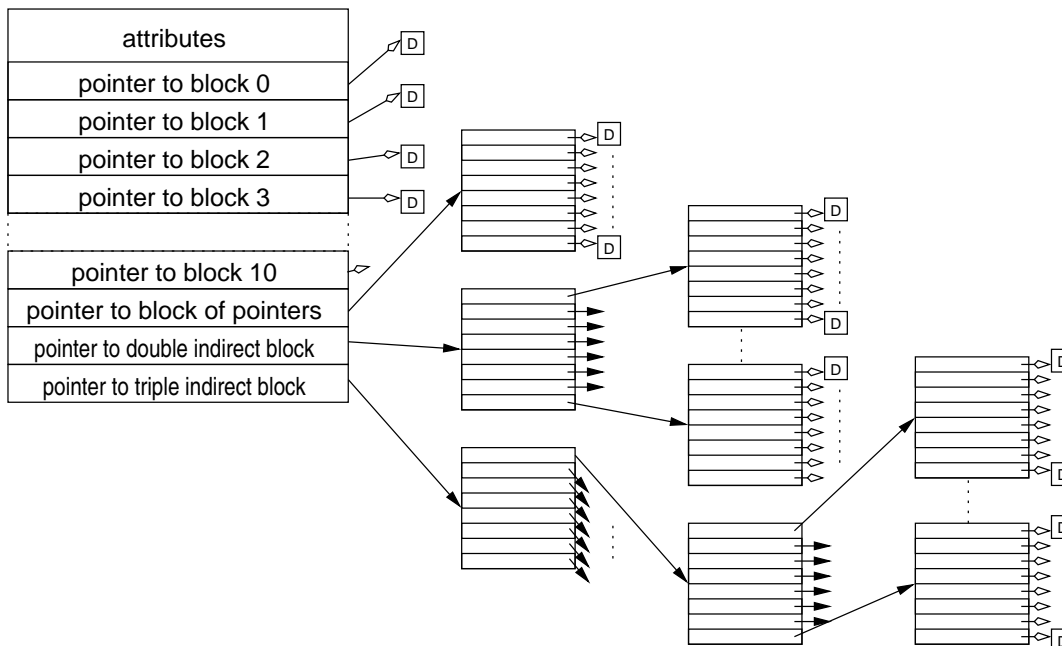 attributes
pointer to block 0
pointer to block 1
pointer to block 2
pointer to block 3
pointer to block 10
pointer to block of pointers
pointer to double indirect block
pointer to triple indirect block
D
D
D
D
D
D
D
D
D
D
D
D
D